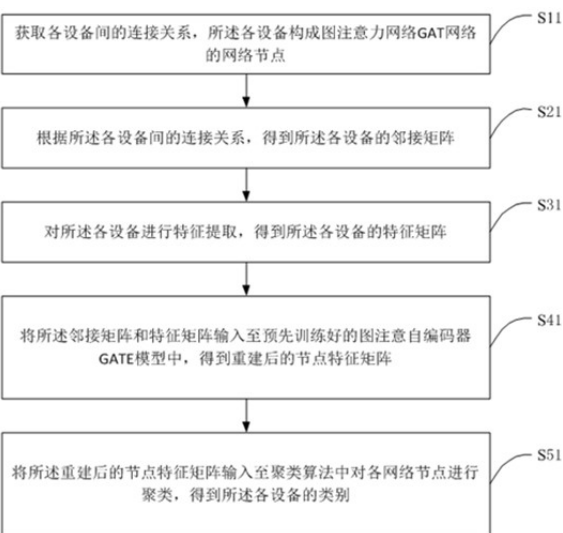 获取各设备间的连接关系，所述各设备构成图注意力网络GAT网络
的网络节点
S11
根据所述各设备间的连接关系，得到所述各设备的邻接矩阵
S21
对所述各设备进行特征提取，得到所述各设备的特征矩阵
S31
将所述邻接矩阵和特征矩阵输入至预先训练好的图注意自编码器
GATE模型中，得到重建后的节点特征矩阵
S41
将所述重建后的节点特征矩阵输入至聚类算法中对各网络节点进行
聚类，得到所述各设备的类别
S51